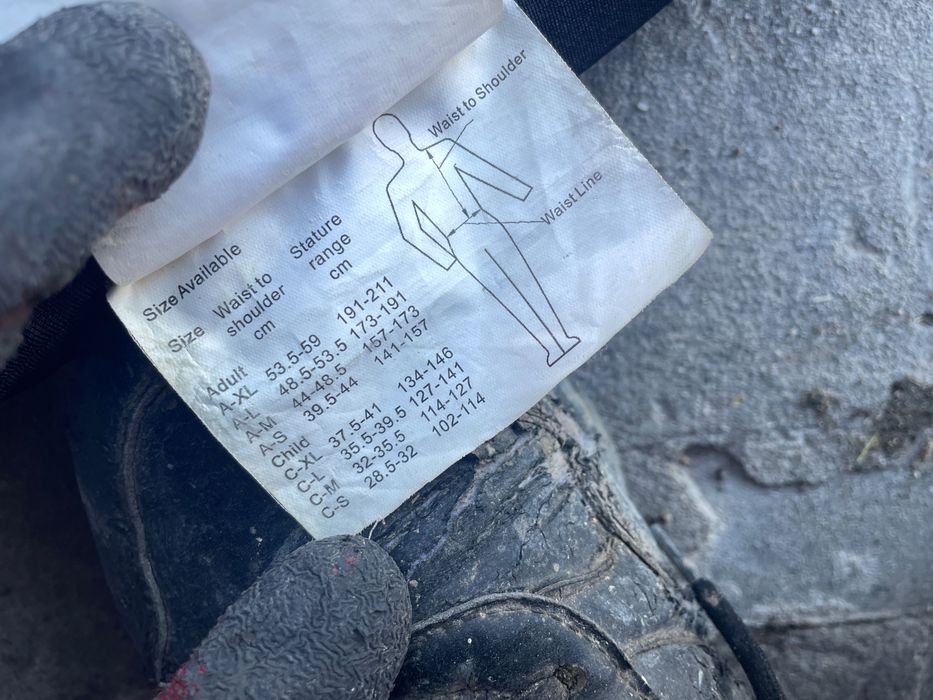 Waist to Shoulder
Waist Line
Size Available
Size Waist to shoulder cm Stature range cm
Adult
A-XL 53.5-59 191-211
A-L 48.5-53.5 173-191
A-M 44-48.5 157-173
A-S 39.5-44 141-157
Child
C-XL 37.5-41 134-146
C-L 35.5-39.5 127-141
C-M 32-35.5 114-127
C-S 28.5-32 102-114